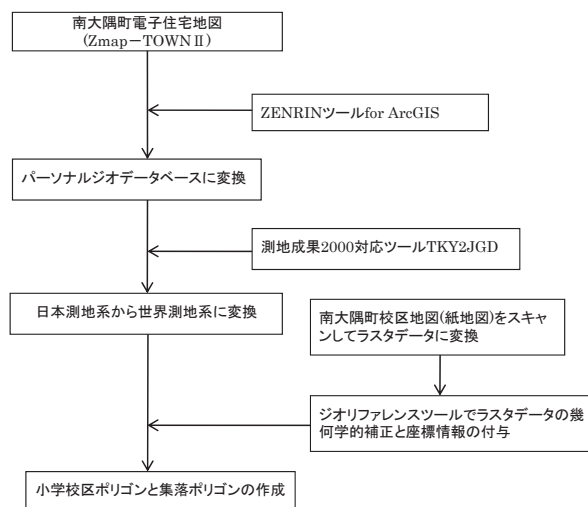 南大隅町電子住宅地図
(Zmap－TOWNⅡ)
ZENRINツールfor ArcGIS
パーソナルジオデータベースに変換
測地成果2000対応ツールTKY2JGD
日本測地系から世界測地系に変換
南大隅町校区地図(紙地図)をスキャ
ンしてラスタデータに変換
ジオリファレンスツールでラスタデータの幾
何学的補正と座標情報の付与
小学校区ポリゴンと集落ポリゴンの作成